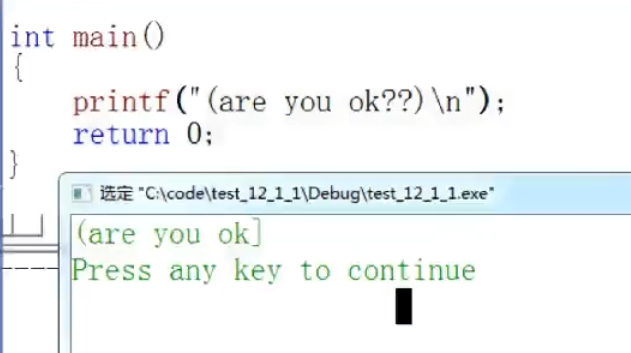 int main()
{
printf("(are you ok??)\n");
return 0;
}
选定 "C:\code\test_12_1_1\Debug\test_12_1_1.exe"
(are you ok]
Press any key to continue